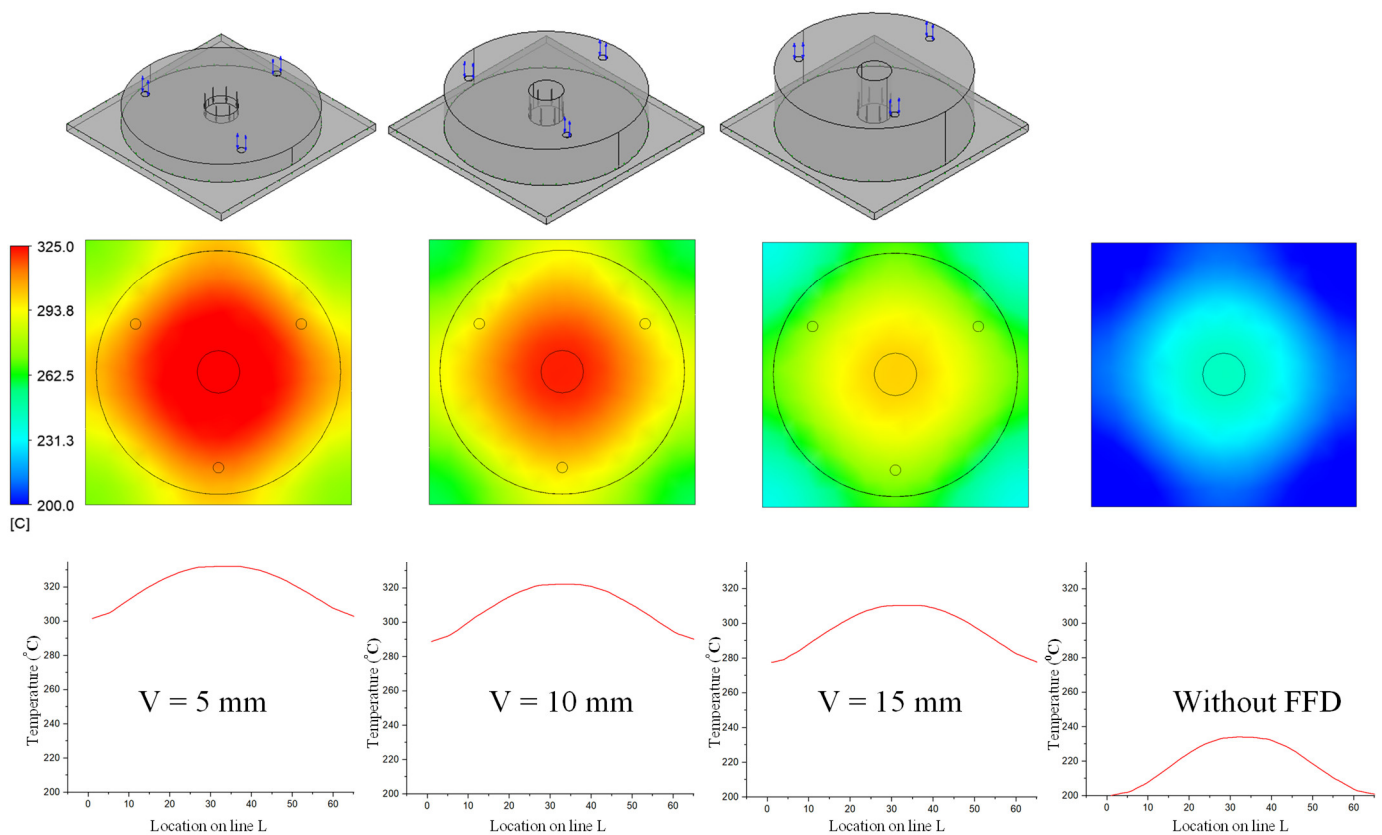 325.0
293.8
262.5
231.3
200.0
[C]
320
300
280
260
240
220
200
Temperature (°C)
V = 5 mm
0 10 20 30 40 50 60
Location on line L
320
300
280
260
240
220
200
Temperature (°C)
V = 10 mm
0 10 20 30 40 50 60
Location on line L
320
300
280
260
240
220
200
Temperature (°C)
V = 15 mm
0 10 20 30 40 50 60
Location on line L
320
300
280
260
240
220
200
Temperature (°C)
Without FFD
0 10 20 30 40 50 60
Location on line L